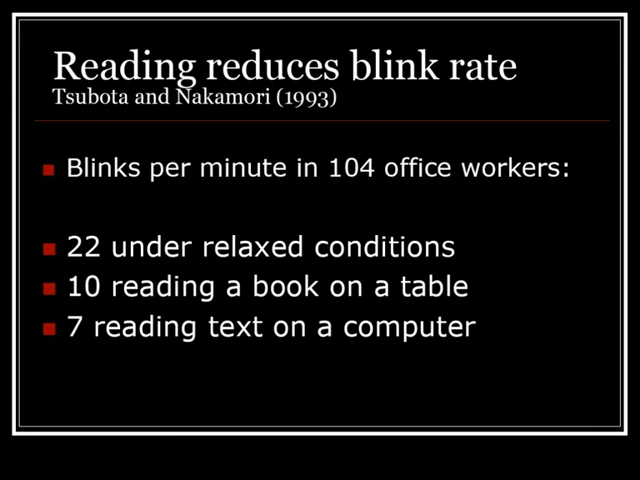 Reading reduces blink rate
Tsubota and Nakamori (1993)
Blinks per minute in 104 office workers:
22 under relaxed conditions
10 reading a book on a table
7 reading text on a computer